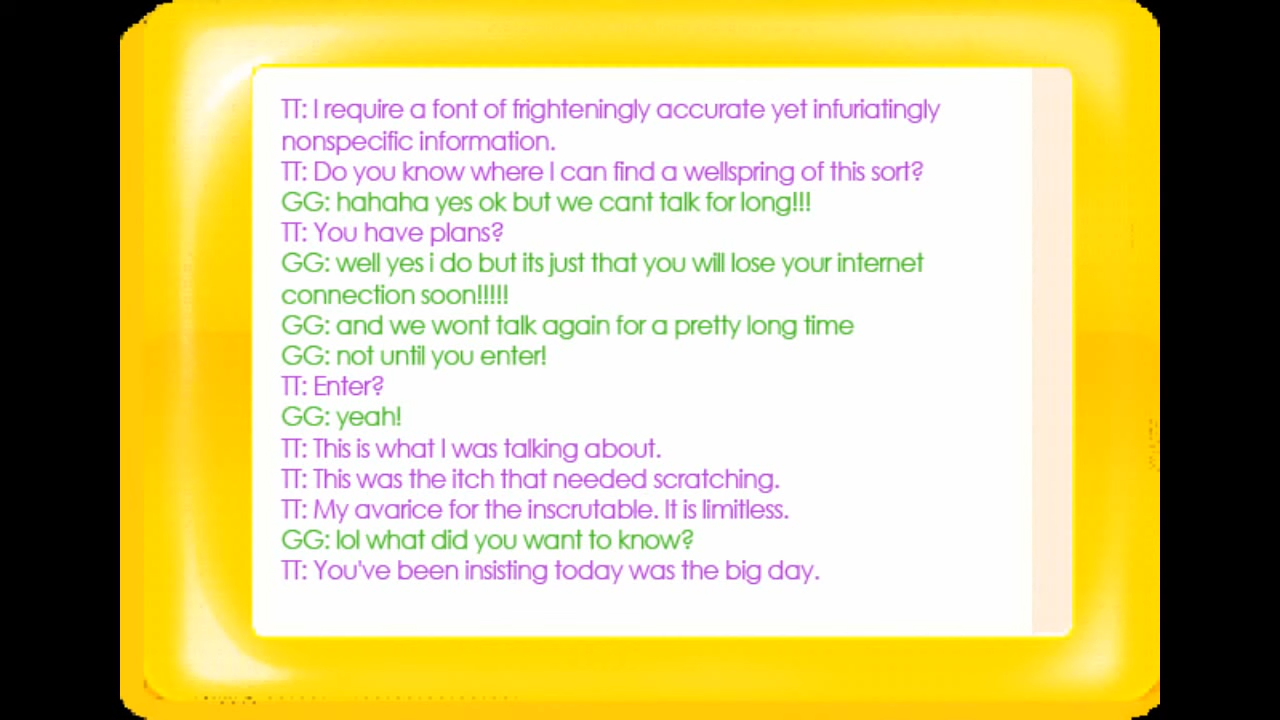 TT: I require a font of frighteningly accurate yet infuriatingly
nonspecific information.
TT: Do you know where I can find a wellspring of this sort?
GG: hahaha yes ok but we cant talk for long!!!
TT: You have plans?
GG: well yes i do but its just that you will lose your internet
connection soon!!!!!
GG: and we wont talk again for a pretty long time
GG: not until you enter!
TT: Enter?
GG: yeah!
TT: This is what I was talking about.
TT: This was the itch that needed scratching.
TT: My avarice for the inscrutable. It is limitless.
GG: lol what did you want to know?
TT: You've been insisting today was the big day.